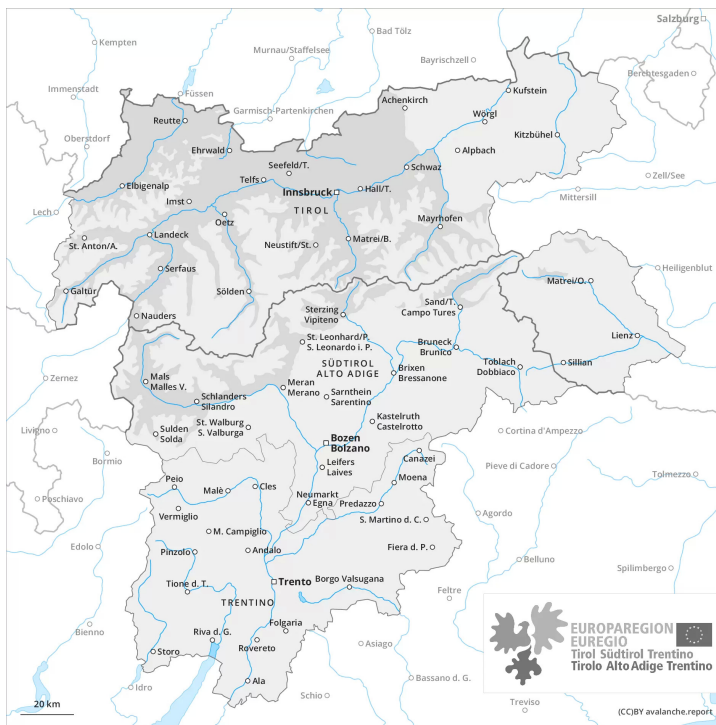 Salzburg
Bad Tölz
Kempten
Murnau/Staffelsee
Bayrischzell
Berchtesgaden
Immenstadt
Füssen
Kufstein
Achenkirch
Garmisch-Partenkirchen
Reutte
Wörgl
Kitzbühel
Oberstdorf
Ehrwald
Alpbach
Seefeld/T.
Schwaz
Zell/See
Telfs
Elbigenalp
Innsbruck
Hall/T.
Mittersill
Imst
TIROL
Lech
Oetz
Mayrhofen
Landeck
Matrei/B.
St. Anton/A.
Neustift/St.
Serfaus
Heiligenblut
Matrei/O.
Galtür
Sölden
Sand/T.
Campo Tures
Sterzing
Vipiteno
Nauders
Lienz
St. Leonhard/P.
S. Leonardo i. P.
Bruneck
Brunico
SÜDTIROL
ALTO ADIGE
Toblach
Dobbiaco
Sillian
Brixen
Bressanone
Zernez
Mals
Malles V.
Meran
Merano
Sarnthein
Sarentino
Schlanders
Silandro
St. Walburg
S. Valburga
Kastelruth
Castelrotto
Livigno
Sulden
Solda
Cortina d'Ampezzo
Bozen
Bolzano
Bormio
Canazei
Leifers
Laives
Pieve di Cadore
Tolmezzo
Peio
Malè
Cles
Moena
Poschiavo
Neumarkt
Egna
Predazzo
Vermiglio
Agordo
S. Martino d. C.
M. Campiglio
Edolo
Pinzolo
Andalo
Fiera d. P.
Belluno
Spilimbergo
Trento
Borgo Valsugana
Tione d. T.
Feltre
TRENTINO
Folgaria
Bienno
Riva d. G.
Rovereto
Asiago
Storo
Bassano d. G.
Ala
Idro
Schio
Treviso
EUROPAREGION
EUREGIO
Tirol Südtirol Trentino
Tirolo Alto Adige Trentino
20 km
(CC)BY avalanche.report